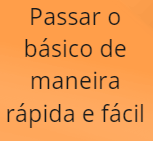 Passar o
básico de
maneira
rápida e fácil